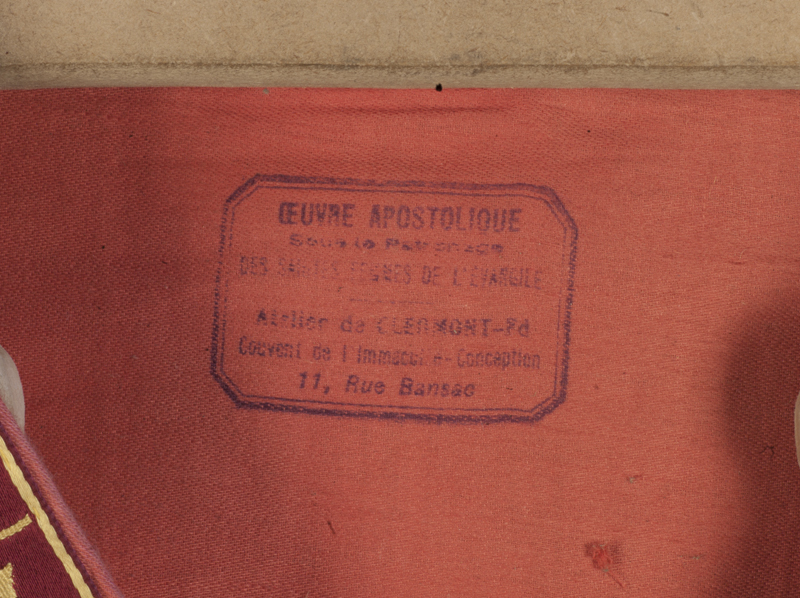 ŒUVRE APOSTOLIQUE
Sous le Patronage
DES SAINTES FEMMES DE L'ÉVANGILE
Atelier de CLERMONT-Fd
Couvent de l'Immaculée-Conception
11, Rue Bansac